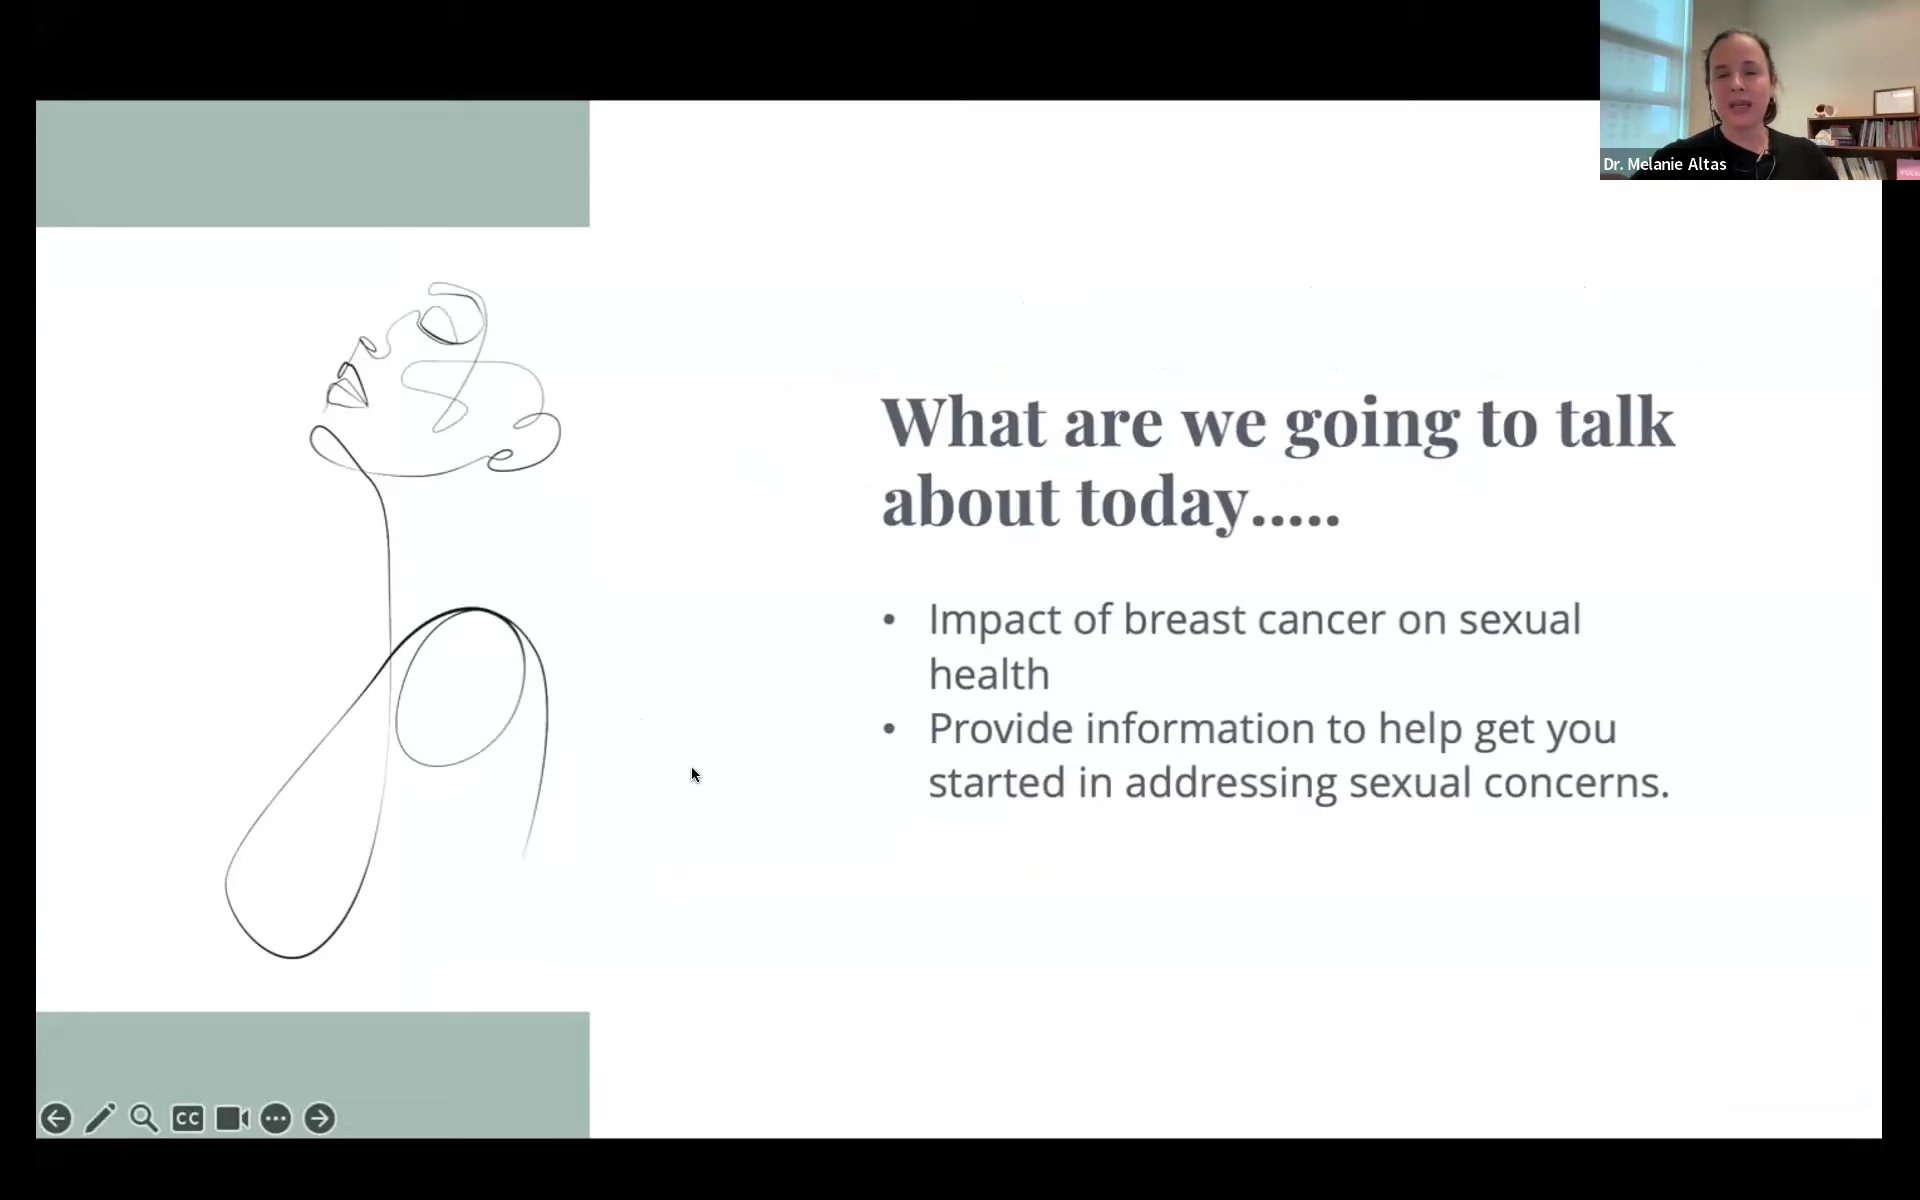 Dr. Melanie Altas
What are we going to talk
about today.....
• Impact of breast cancer on sexual
health
• Provide information to help get you
started in addressing sexual concerns.
CC